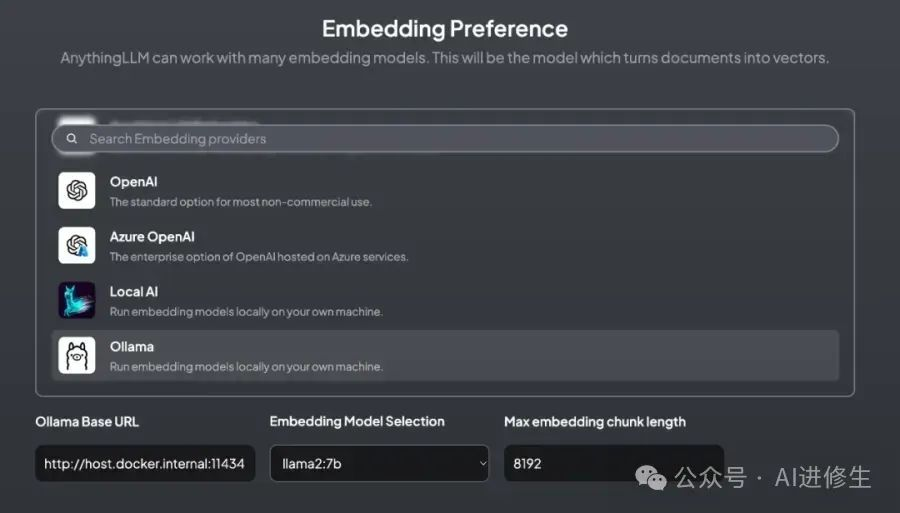 Embedding Preference
AnythingLLM can work with many embedding models. This will be the model which turns documents into vectors.
Search Embedding providers
OpenAI
The standard option for most non-commercial use.
Azure OpenAI
The enterprise option of OpenAI hosted on Azure services.
Local AI
Run embedding models locally on your own machine.
Ollama
Run embedding models locally on your own machine.
Ollama Base URL
Embedding Model Selection
Max embedding chunk length
http://host.docker.internal:11434
llama2:7b
8192
公众号 · AI进修生